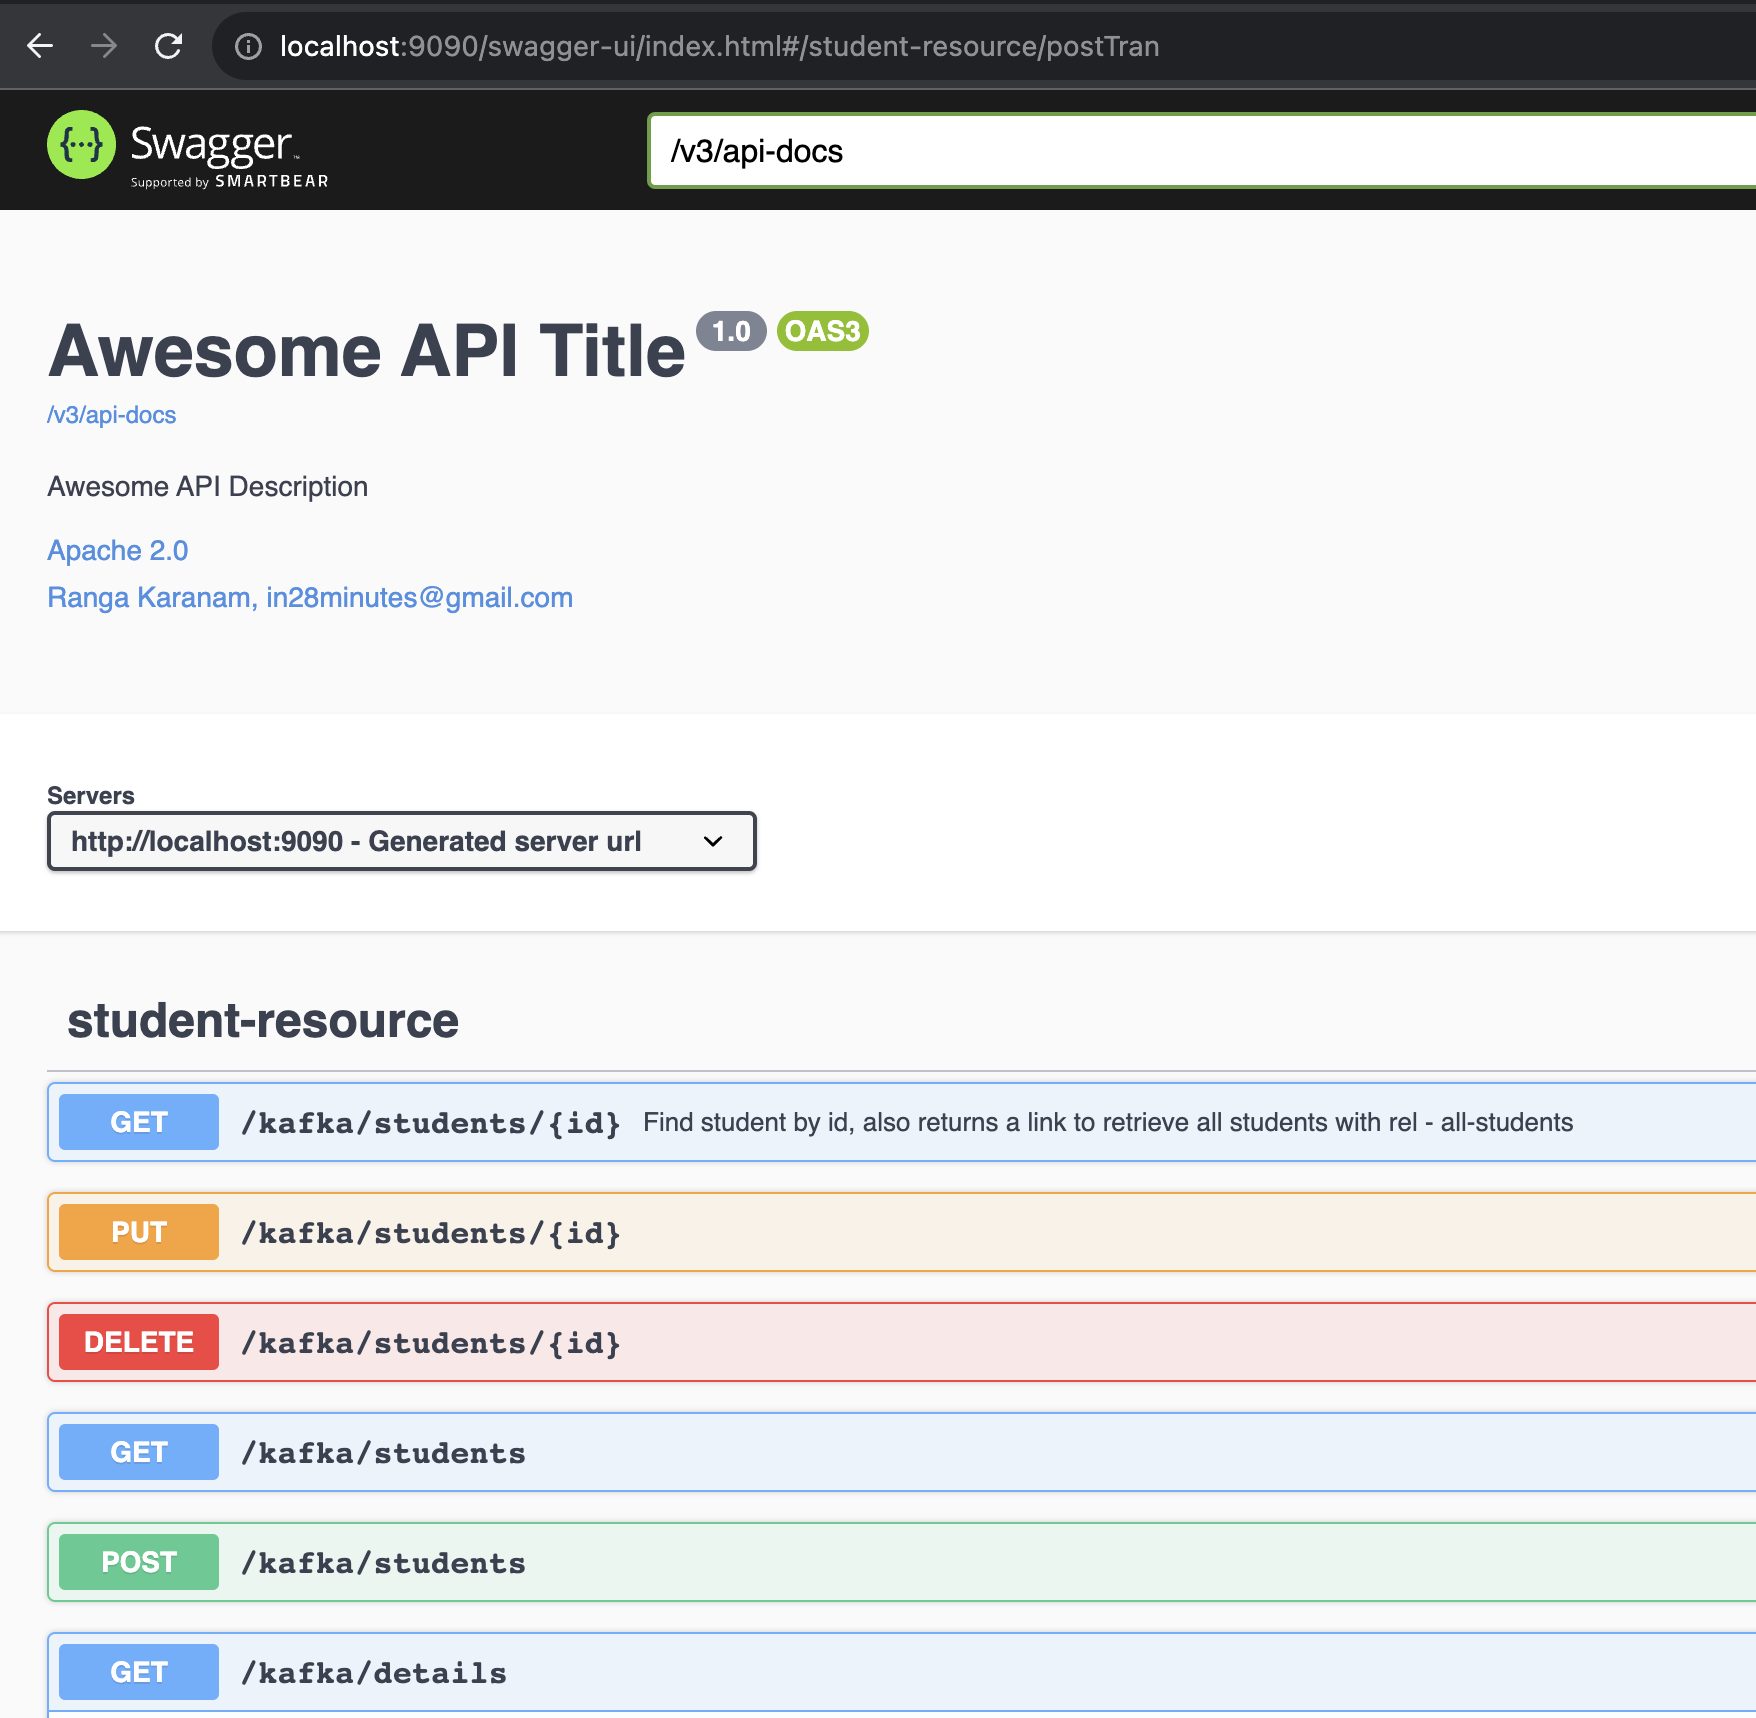 localhost:9090/swagger-ui/index.html#/student-resource/postTran
{···} Swagger™
Supported by SMARTBEAR
/v3/api-docs
Awesome API Title 1.0 OAS3
/v3/api-docs
Awesome API Description
Apache 2.0
Ranga Karanam, in28minutes@gmail.com
Servers
http://localhost:9090 - Generated server url
student-resource
GET /kafka/students/{id} Find student by id, also returns a link to retrieve all students with rel - all-students
PUT /kafka/students/{id}
DELETE /kafka/students/{id}
GET /kafka/students
POST /kafka/students
GET /kafka/details